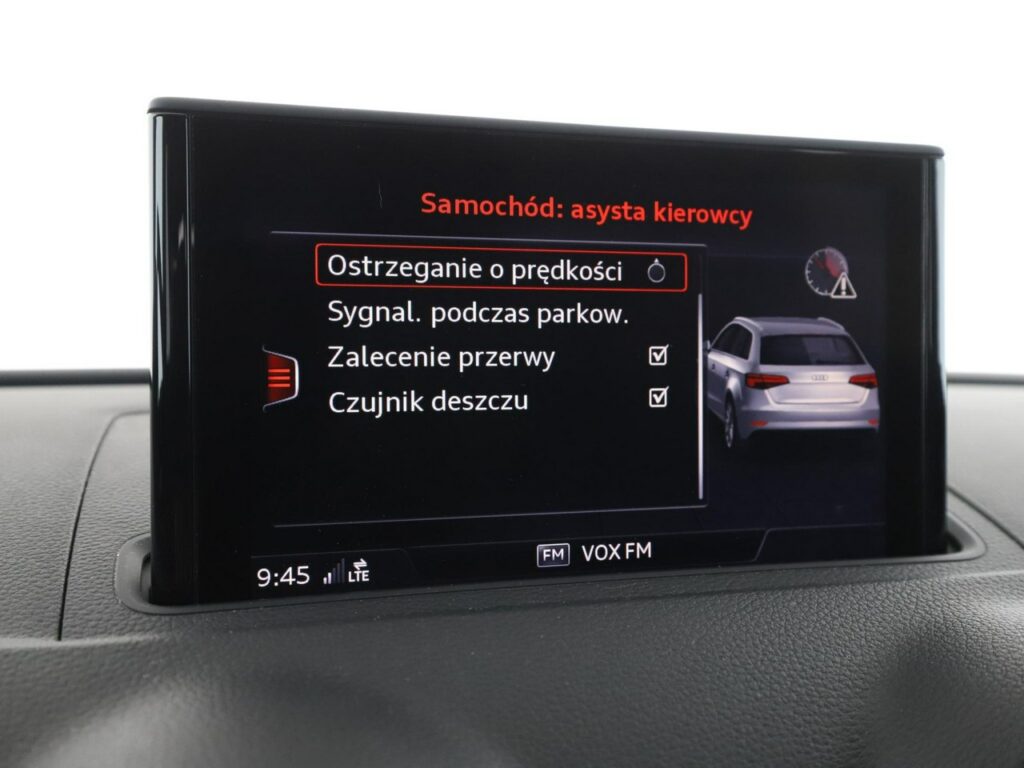 Samochód: asysta kierowcy
Ostrzeganie o prędkości
Sygnal. podczas parkow.
Zalecenie przerwy
Czujnik deszczu
FM VOX FM
9:45 LTE